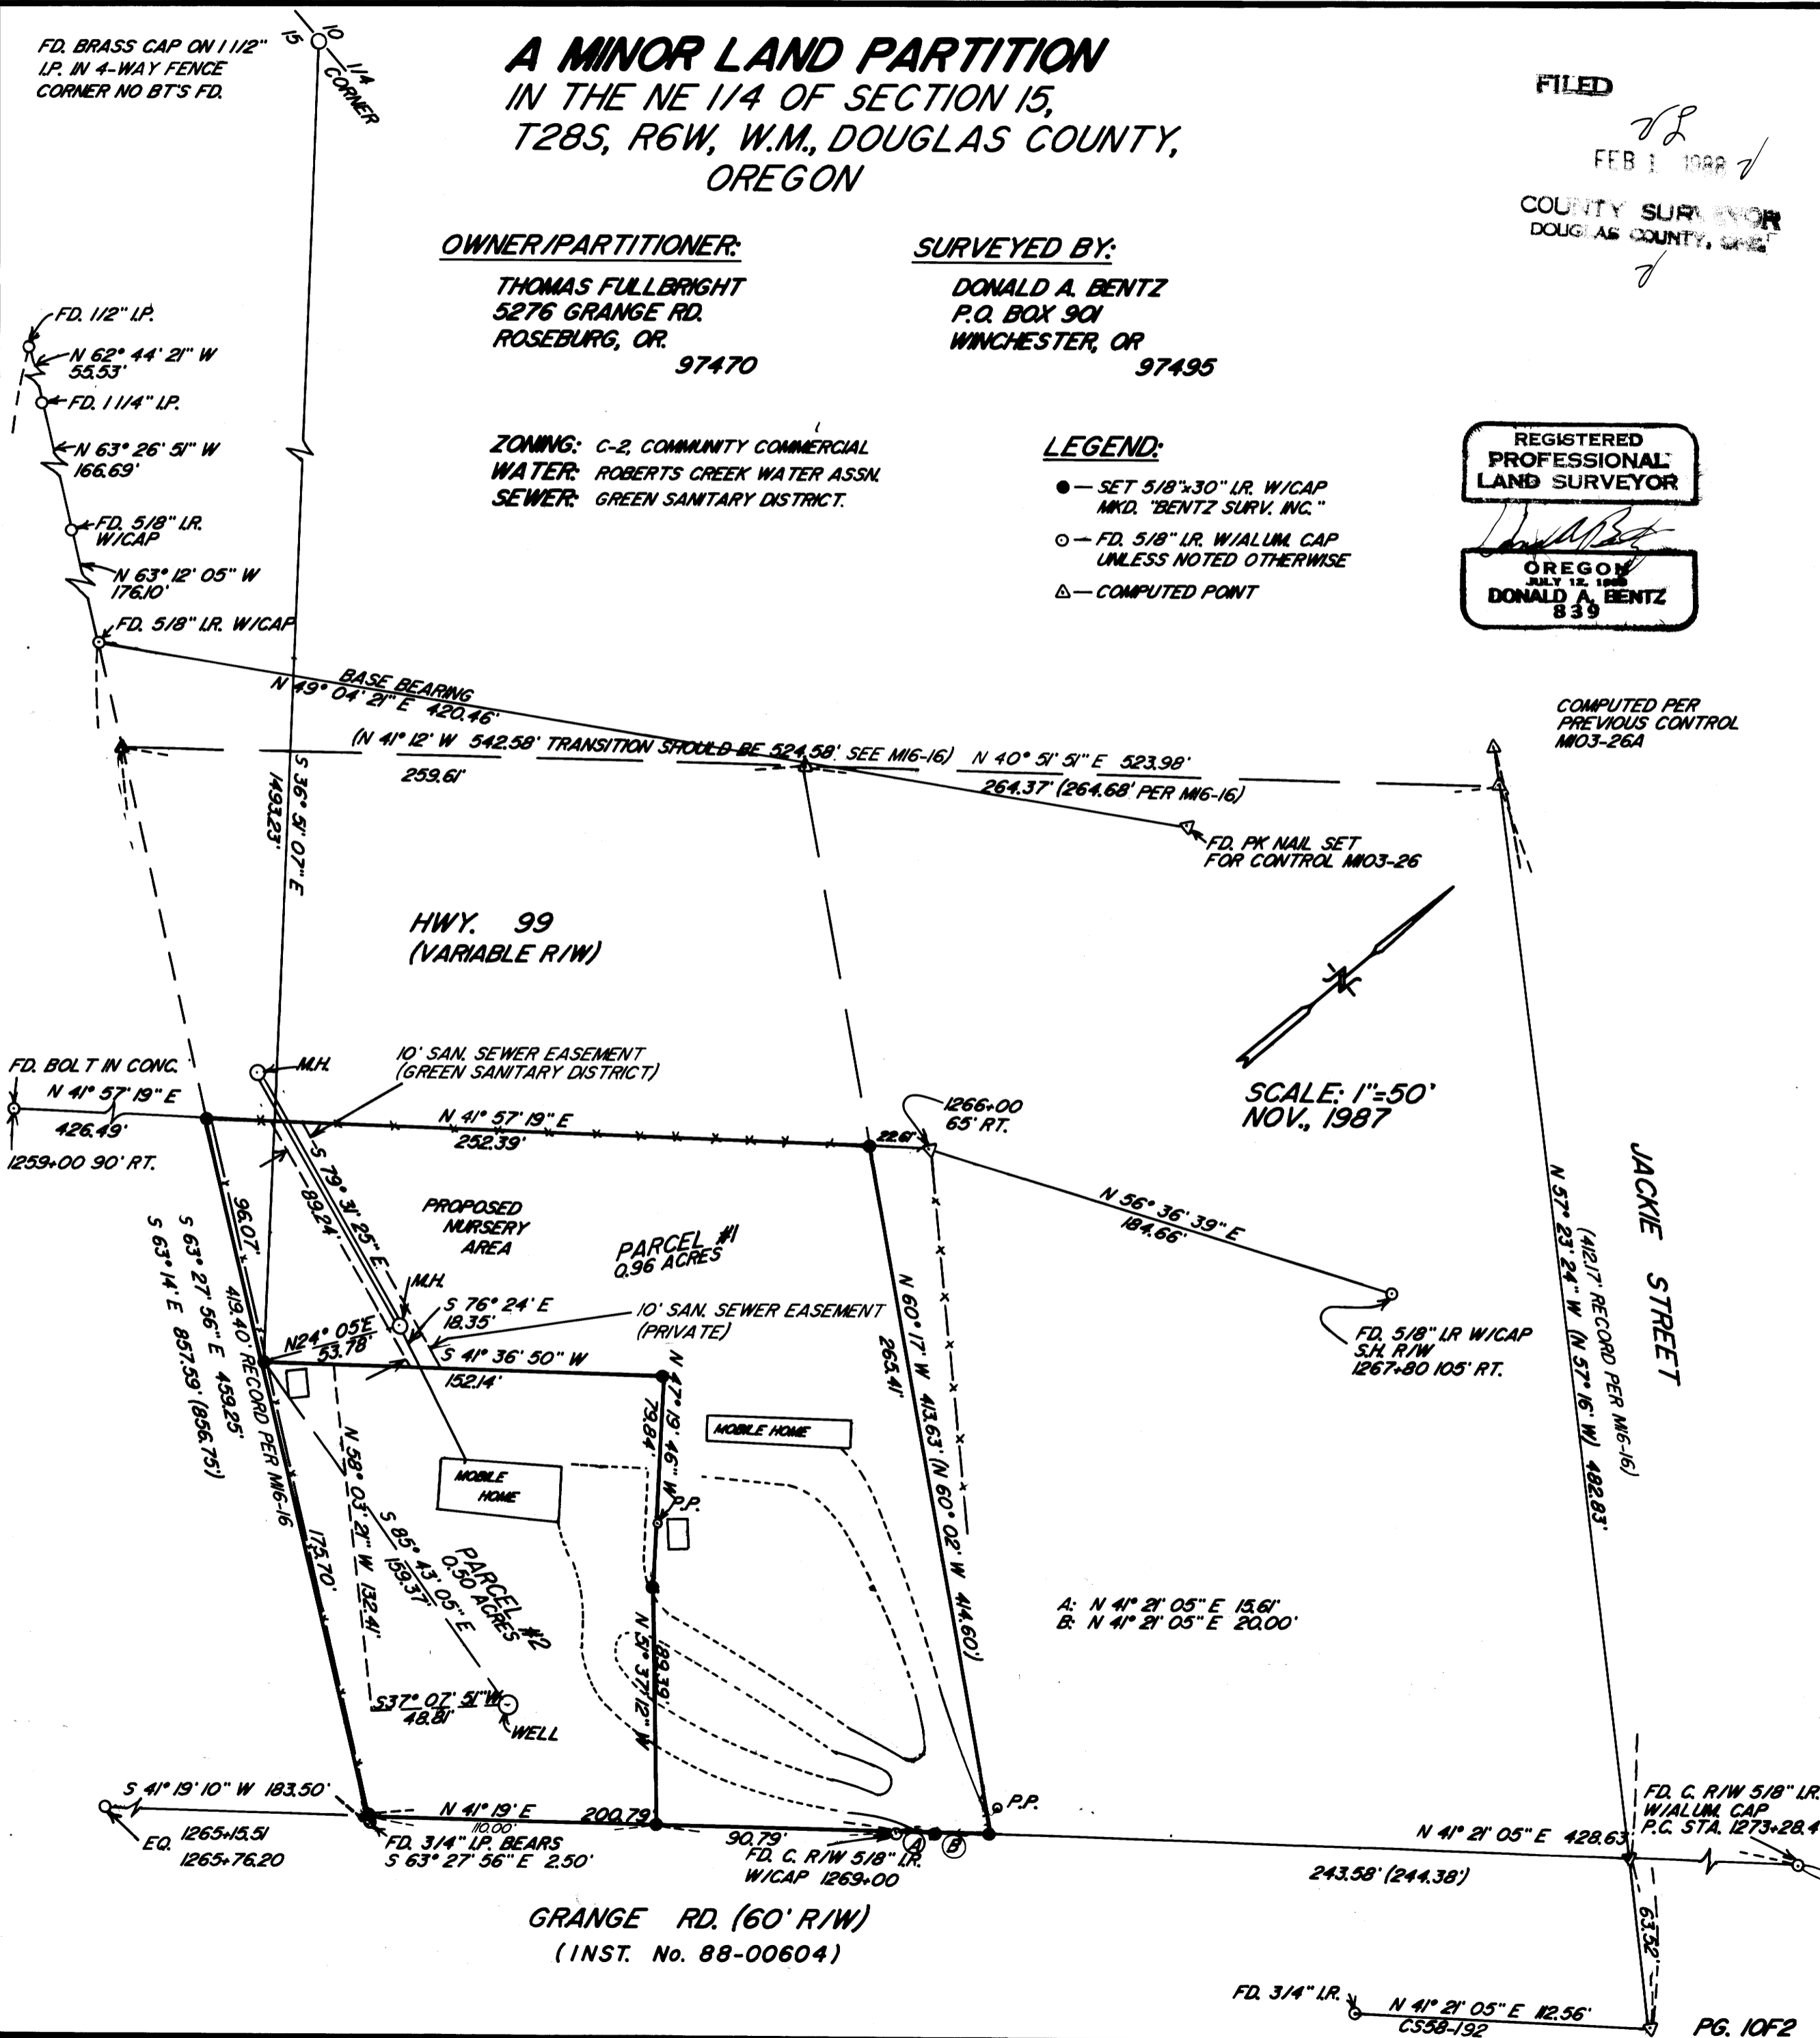 FD. BRASS CAP ON 1 1/2"
I.P. IN 4-WAY FENCE
CORNER NO BT'S FD.
10
15
1/4
CORNER
A MINOR LAND PARTITION
IN THE NE 1/4 OF SECTION 15,
T28S, R6W, W.M., DOUGLAS COUNTY,
OREGON
FILED
FEB 1 1988
COUNTY SURVEYOR
DOUGLAS COUNTY,
OWNER/PARTITIONER:
THOMAS FULLBRIGHT
5276 GRANGE RD.
ROSEBURG, OR.
97470
SURVEYED BY:
DONALD A. BENTZ
P.O. BOX 901
WINCHESTER, OR
97495
ZONING: C-2, COMMUNITY COMMERCIAL
WATER: ROBERTS CREEK WATER ASSN.
SEWER: GREEN SANITARY DISTRICT.
LEGEND:
SET 5/8"x30" I.R. W/CAP
MKD. "BENTZ SURV. INC."
FD. 5/8" I.R. W/ALUM. CAP
UNLESS NOTED OTHERWISE
COMPUTED POINT
REGISTERED
PROFESSIONAL
LAND SURVEYOR
OREGON
JULY 12,
DONALD A. BENTZ
839
FD. 1/2" I.P.
N 62° 44' 21" W
55.53'
FD. 1 1/4" I.P.
N 63° 26' 51" W
166.69'
FD. 5/8" I.R.
W/CAP
N 63° 12' 05" W
176.10'
FD. 5/8" I.R. W/CAP
BASE BEARING
N 49° 04' 21" E 420.46'
(N 41° 12' W 542.58' TRANSITION SHOULD BE 524.58' SEE M16-16) N 40° 51' 51" E 523.98'
259.61'
264.37' (264.68' PER M16-16)
S 36° 51' 07" E
1493.23'
COMPUTED PER
PREVIOUS CONTROL
M103-26A
FD. PK NAIL SET
FOR CONTROL M103-26
HWY. 99
(VARIABLE R/W)
N
SCALE: 1"=50'
NOV., 1987
FD. BOLT IN CONC.
N 41° 57' 19" E
426.49'
1259+00 90' RT.
M.H.
10' SAN. SEWER EASEMENT
(GREEN SANITARY DISTRICT)
N 41° 57' 19" E
252.39'
22.61'
1266+00
65' RT.
N 56° 36' 39" E
184.66'
FD. 5/8" I.R W/CAP
S.H. R/W
1267+80 105' RT.
JACKIE STREET
N 57° 23' 24" W (N 57° 16' W) 482.83'
(412.17' RECORD PER M16-16)
96.07'
S 79° 31' 25" E
89.24'
PROPOSED
NURSERY
AREA
PARCEL #1
0.96 ACRES
M.H.
S 76° 24' E
18.35'
10' SAN. SEWER EASEMENT
(PRIVATE)
N24° 05'E
53.78'
S 41° 36' 50" W
152.14'
419.40' RECORD PER M16-16
S 63° 27' 56" E 459.25'
S 63° 14' E 857.59' (856.75')
175.70'
N 47° 19' 46" W
79.84'
P.P.
MOBILE HOME
MOBILE
HOME
N 60° 17' W 413.63' (N 60° 02' W 414.60')
265.41'
N 58° 03' 21" W 132.41'
S 85° 43' 05" E
159.37'
PARCEL #2
0.50 ACRES
N 51° 37' 12" W
89.39'
S37° 07' 51"W
48.81'
WELL
A: N 41° 21' 05" E 15.61'
B: N 41° 21' 05" E 20.00'
S 41° 19' 10" W 183.50'
EQ. 1265+15.51
1265+76.20
N 41° 19' E 200.79'
110.00'
90.79'
FD. 3/4" I.P. BEARS
S 63° 27' 56" E 2.50'
FD. C. R/W 5/8" I.R.
W/CAP 1269+00
A
B
P.P.
N 41° 21' 05" E 428.63'
243.58' (244.38')
FD. C. R/W 5/8" I.R.
W/ALUM. CAP
P.C. STA. 1273+28.4
63.52'
GRANGE RD. (60' R/W)
(INST. No. 88-00604)
FD. 3/4" I.R.
N 41° 21' 05" E 112.56'
CS58-192
PG. 1OF2